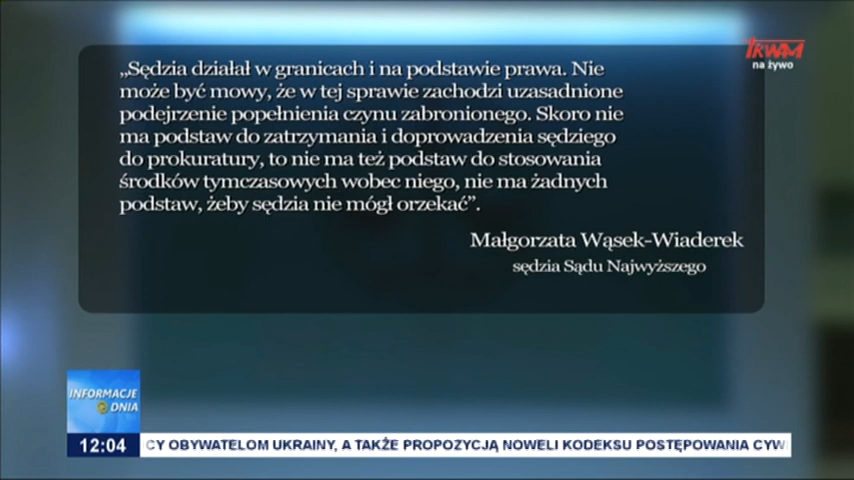 „Sędzia działał w granicach i na podstawie prawa. Nie
może być mowy, że w tej sprawie zachodzi uzasadnione
podejrzenie popełnienia czynu zabronionego. Skoro nie
ma podstaw do zatrzymania i doprowadzenia sędziego
do prokuratury, to nie ma też podstaw do stosowania
środków tymczasowych wobec niego, nie ma żadnych
podstaw, żeby sędzia nie mógł orzekać”.
Małgorzata Wąsek-Wiaderek
sędzia Sądu Najwyższego
TRWAM
na żywo
INFORMACJE
DNIA
12:04
CY OBYWATELOM UKRAINY, A TAKŻE PROPOZYCJĄ NOWELI KODEKSU POSTĘPOWANIA CYW